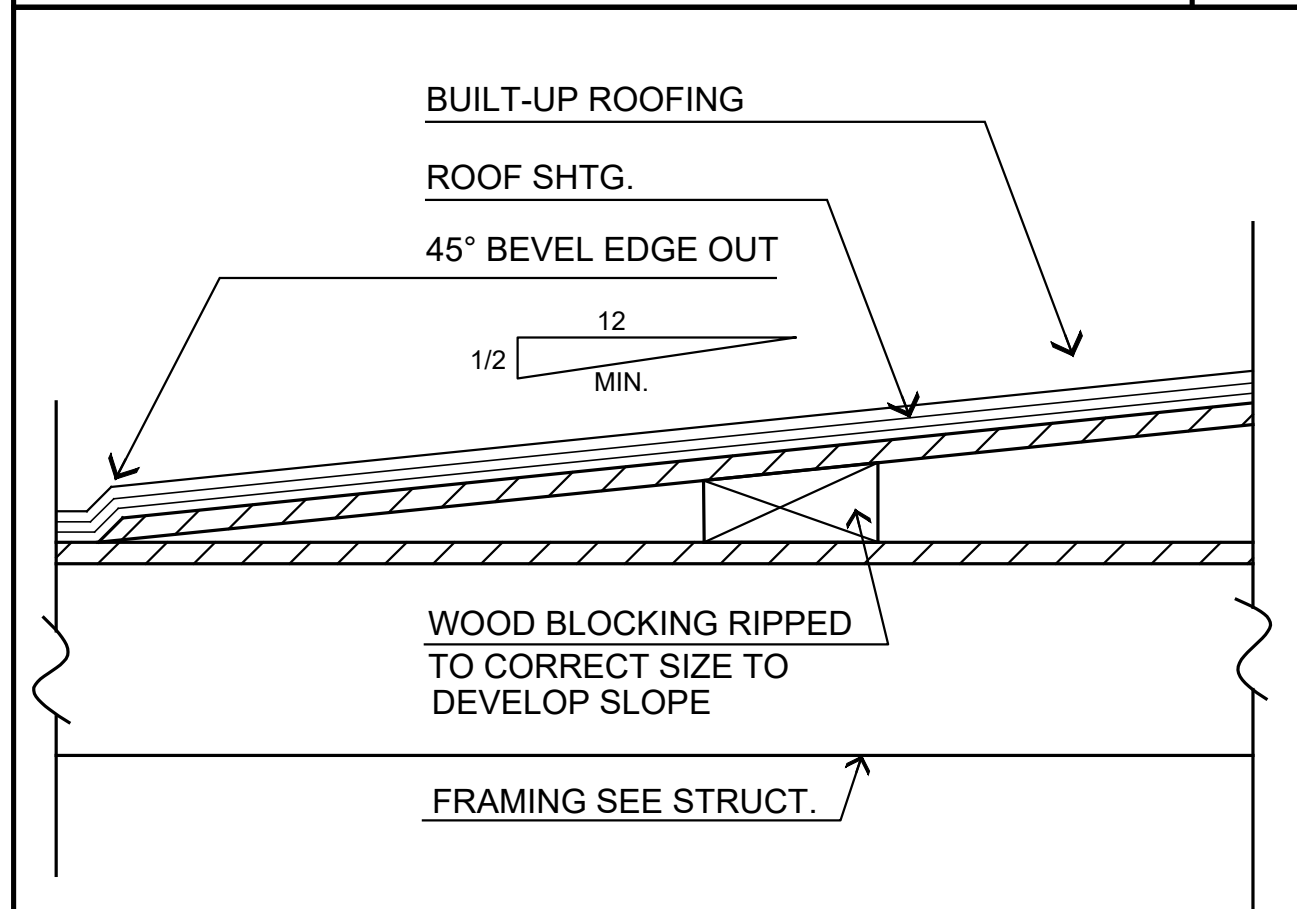 BUILT-UP ROOFING
ROOF SHTG.
45° BEVEL EDGE OUT
12
1/2
MIN.
WOOD BLOCKING RIPPED
TO CORRECT SIZE TO
DEVELOP SLOPE
FRAMING SEE STRUCT.